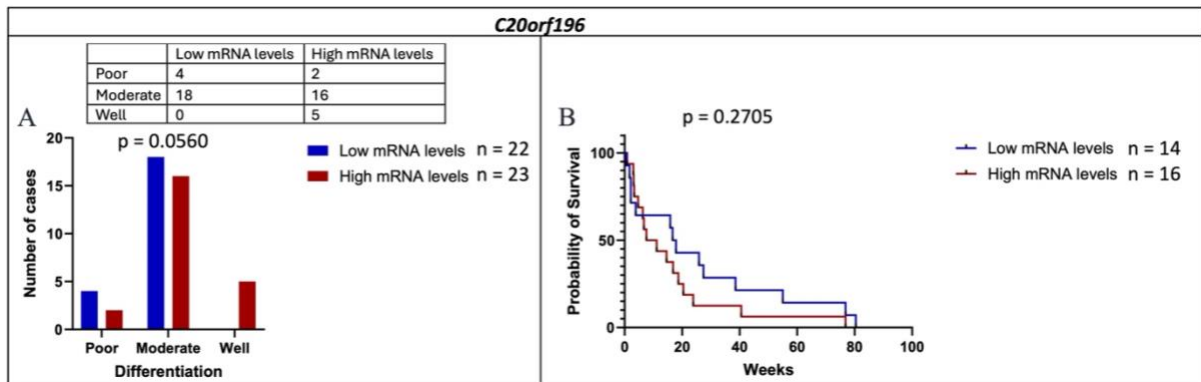 C20orf196
Low mRNA levels High mRNA levels
Poor 4 2
Moderate 18 16
Well 0 5
A
p = 0.0560
Low mRNA levels n = 22
High mRNA levels n = 23
Number of cases
20
15
10
5
0
Poor Moderate Well
Differentiation
B
p = 0.2705
Low mRNA levels n = 14
High mRNA levels n = 16
Probability of Survival
100
50
0
0 20 40 60 80 100
Weeks